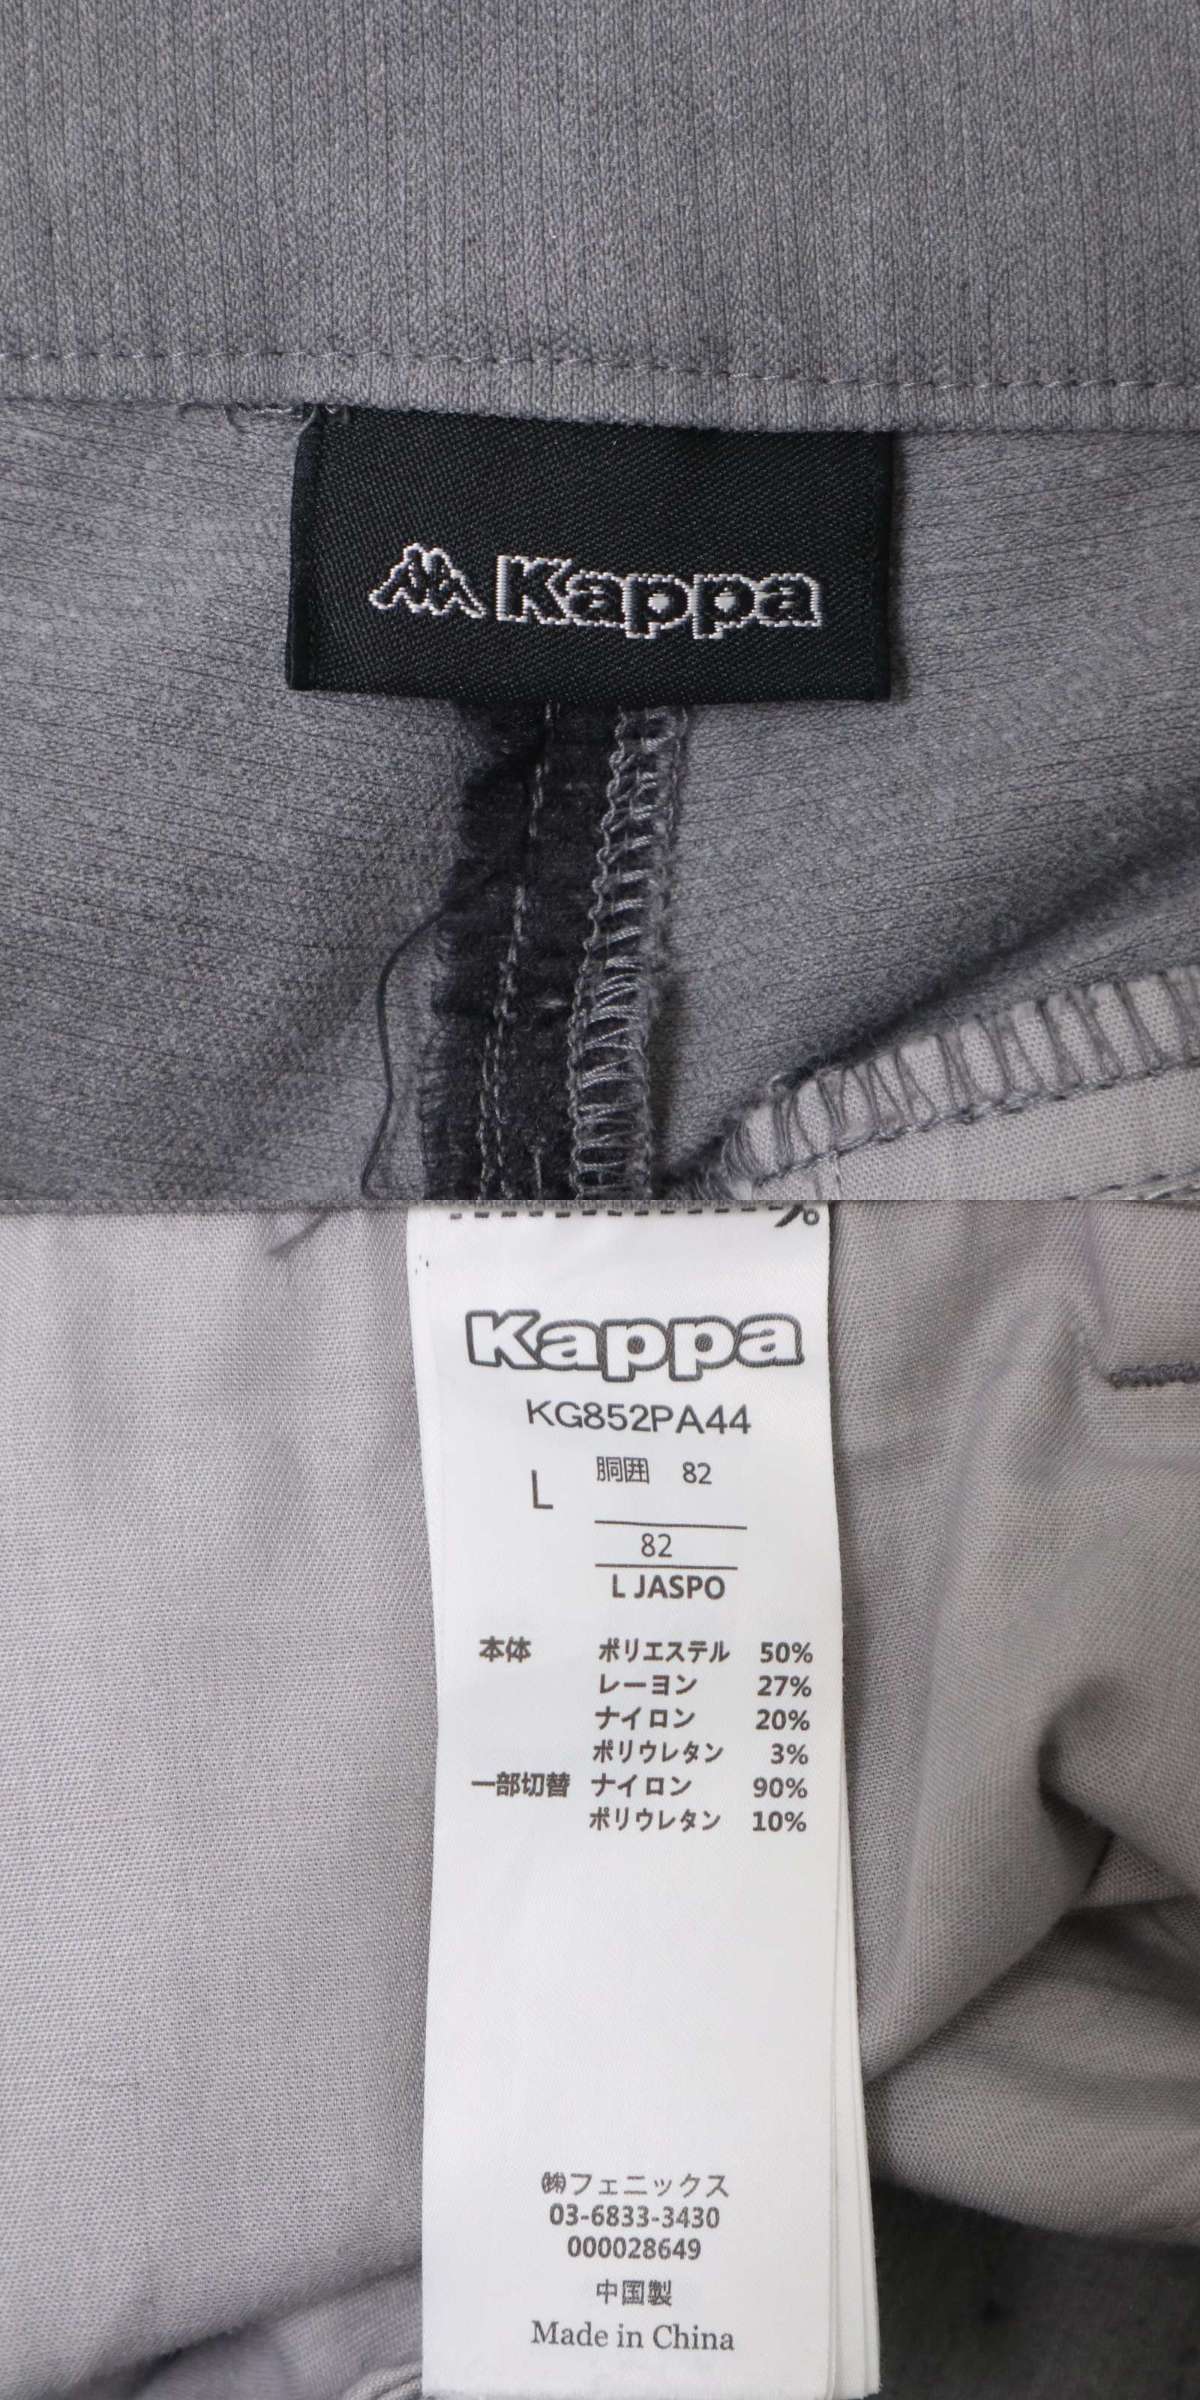 Kappa
Kappa
KG852PA44
L 胴囲 82
82
L JASPO
本体 ポリエステル 50%
レーヨン 27%
ナイロン 20%
ポリウレタン 3%
一部切替 ナイロン 90%
ポリウレタン 10%
㈱フェニックス
03-6833-3430
000028649
中国製
Made in China